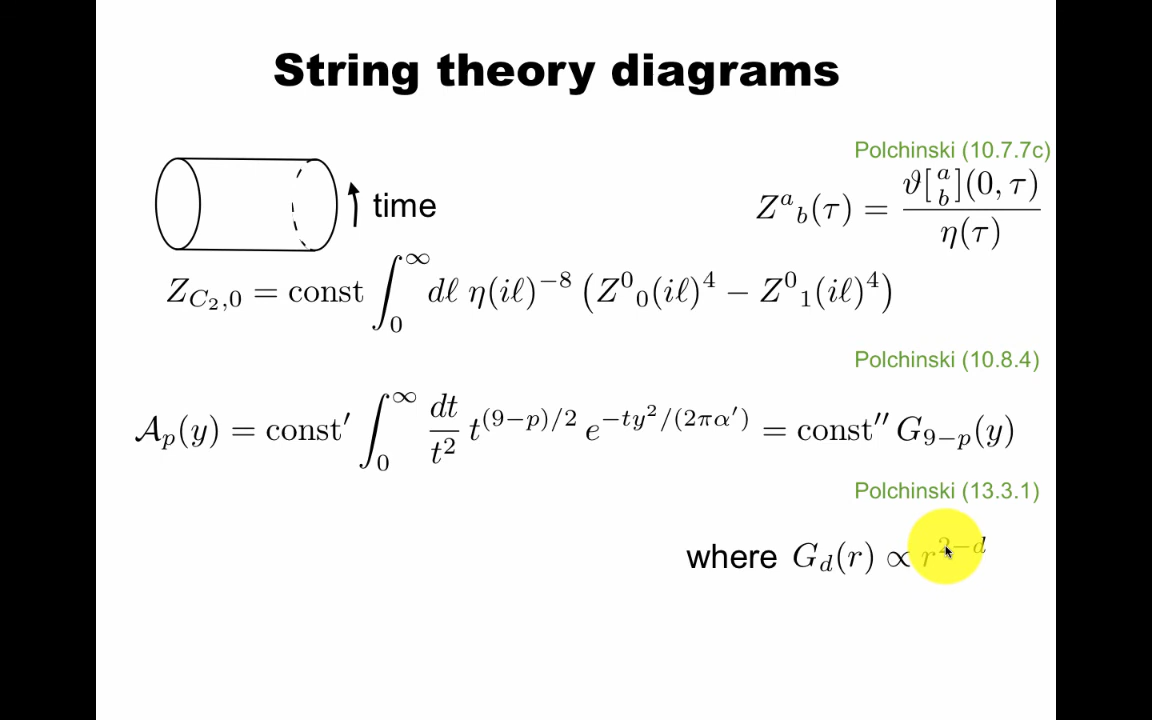 String theory diagrams
Polchinski (10.7.7c)
time
Z^a_b(τ) = ϑ[^a_b](0, τ) / η(τ)
Z_{C_2,0} = const ∫_0^∞ dℓ η(iℓ)^{−8} (Z^0_0(iℓ)^4 − Z^0_1(iℓ)^4)
Polchinski (10.8.4)
𝒜_p(y) = const′ ∫_0^∞ dt/t^2 t^{(9−p)/2} e^{−ty^2/(2πα′)} = const″ G_{9−p}(y)
Polchinski (13.3.1)
where G_d(r) ∝ r^{2−d}